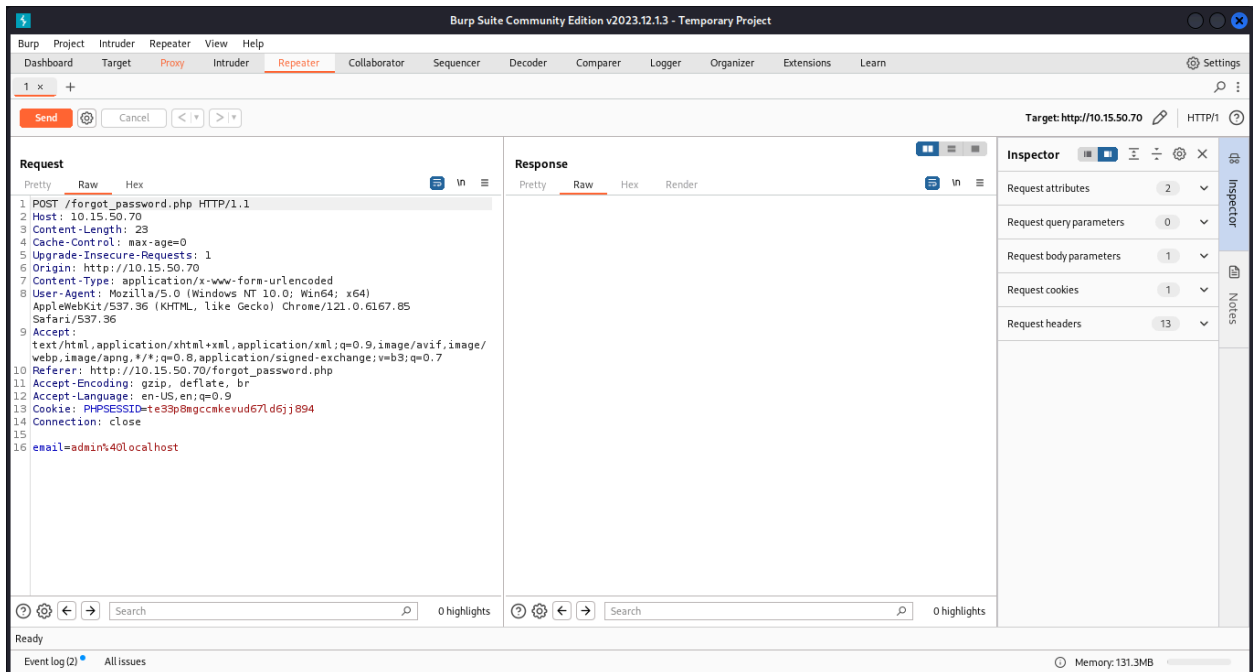 Burp Suite Community Edition v2023.12.1.3 - Temporary Project
Burp Project Intruder Repeater View Help
Dashboard Target Proxy Intruder Repeater Collaborator Sequencer Decoder Comparer Logger Organizer Extensions Learn Settings
1 × +
Send Cancel < > Target: http://10.15.50.70 HTTP/1
Request
Pretty Raw Hex \n
1 POST /forgot_password.php HTTP/1.1
2 Host: 10.15.50.70
3 Content-Length: 23
4 Cache-Control: max-age=0
5 Upgrade-Insecure-Requests: 1
6 Origin: http://10.15.50.70
7 Content-Type: application/x-www-form-urlencoded
8 User-Agent: Mozilla/5.0 (Windows NT 10.0; Win64; x64)
AppleWebKit/537.36 (KHTML, like Gecko) Chrome/121.0.6167.85
Safari/537.36
9 Accept:
text/html,application/xhtml+xml,application/xml;q=0.9,image/avif,image/
webp,image/apng,*/*;q=0.8,application/signed-exchange;v=b3;q=0.7
10 Referer: http://10.15.50.70/forgot_password.php
11 Accept-Encoding: gzip, deflate, br
12 Accept-Language: en-US,en;q=0.9
13 Cookie: PHPSESSID=te33p8mgccmkevud67ld6jj894
14 Connection: close
15
16 email=admin%40localhost
Search 0 highlights
Response
Pretty Raw Hex Render \n
Search 0 highlights
Inspector
Request attributes 2
Request query parameters 0
Request body parameters 1
Request cookies 1
Request headers 13
Inspector
Notes
Ready
Event log (2) All issues Memory: 131.3MB